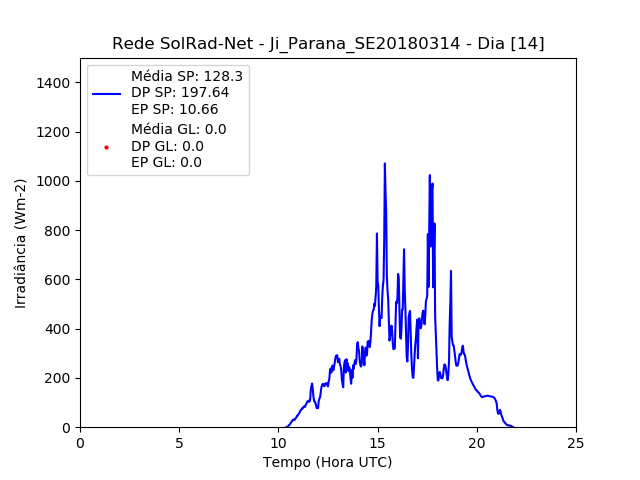 Rede SolRad-Net - Ji_Parana_SE20180314 - Dia [14]
Média SP: 128.3
DP SP: 197.64
EP SP: 10.66
Média GL: 0.0
DP GL: 0.0
EP GL: 0.0
Irradiância (Wm-2)
1400
1200
1000
800
600
400
200
0
0 5 10 15 20 25
Tempo (Hora UTC)